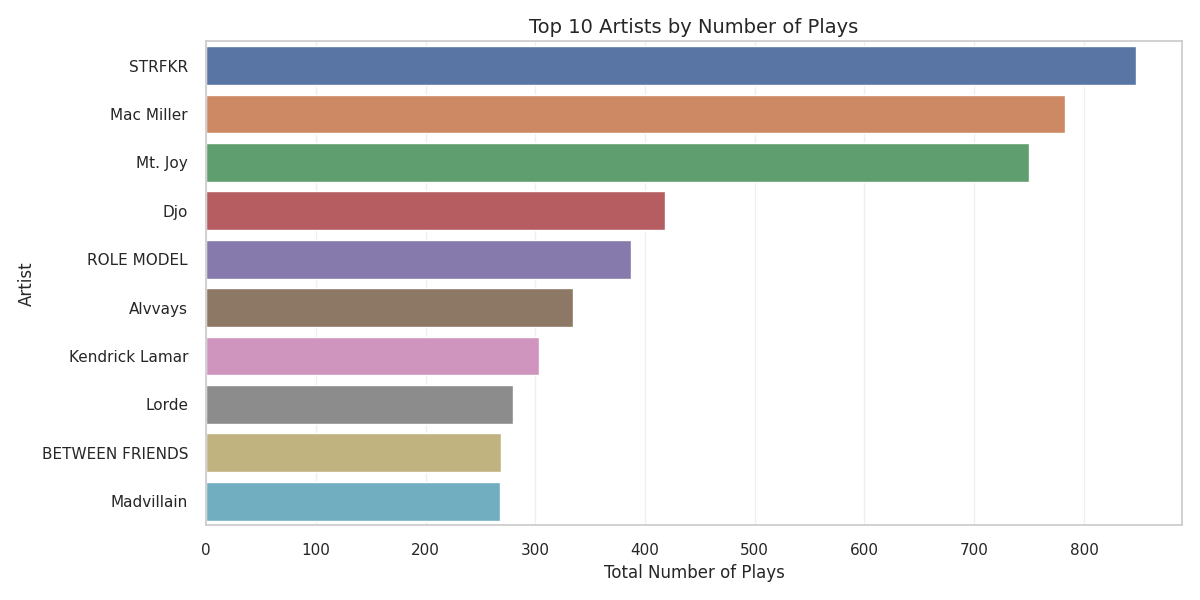 Top 10 Artists by Number of Plays
STRFKR
Mac Miller
Mt. Joy
Djo
ROLE MODEL
Alvvays
Kendrick Lamar
Lorde
BETWEEN FRIENDS
Madvillain
Artist
0 100 200 300 400 500 600 700 800
Total Number of Plays